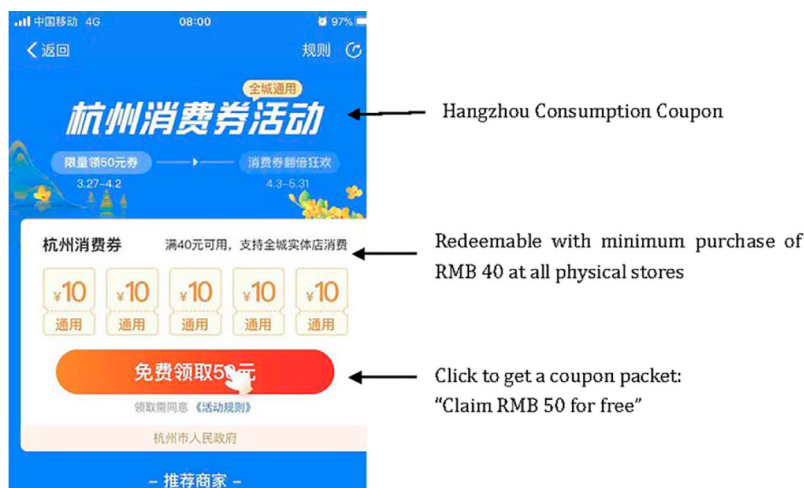 中国移动 4G 08:00 97%
返回 规则
全城通用
杭州消费券活动 Hangzhou Consumption Coupon
限量领50元券 消费券翻倍狂欢
3.27-4.2 4.3-5.31
杭州消费券 满40元可用，支持全城实体店消费
Redeemable with minimum purchase of
RMB 40 at all physical stores
¥10 ¥10 ¥10 ¥10 ¥10
通用 通用 通用 通用 通用
免费领取50元
Click to get a coupon packet:
“Claim RMB 50 for free”
领取需同意《活动规则》
杭州市人民政府
- 推荐商家 -